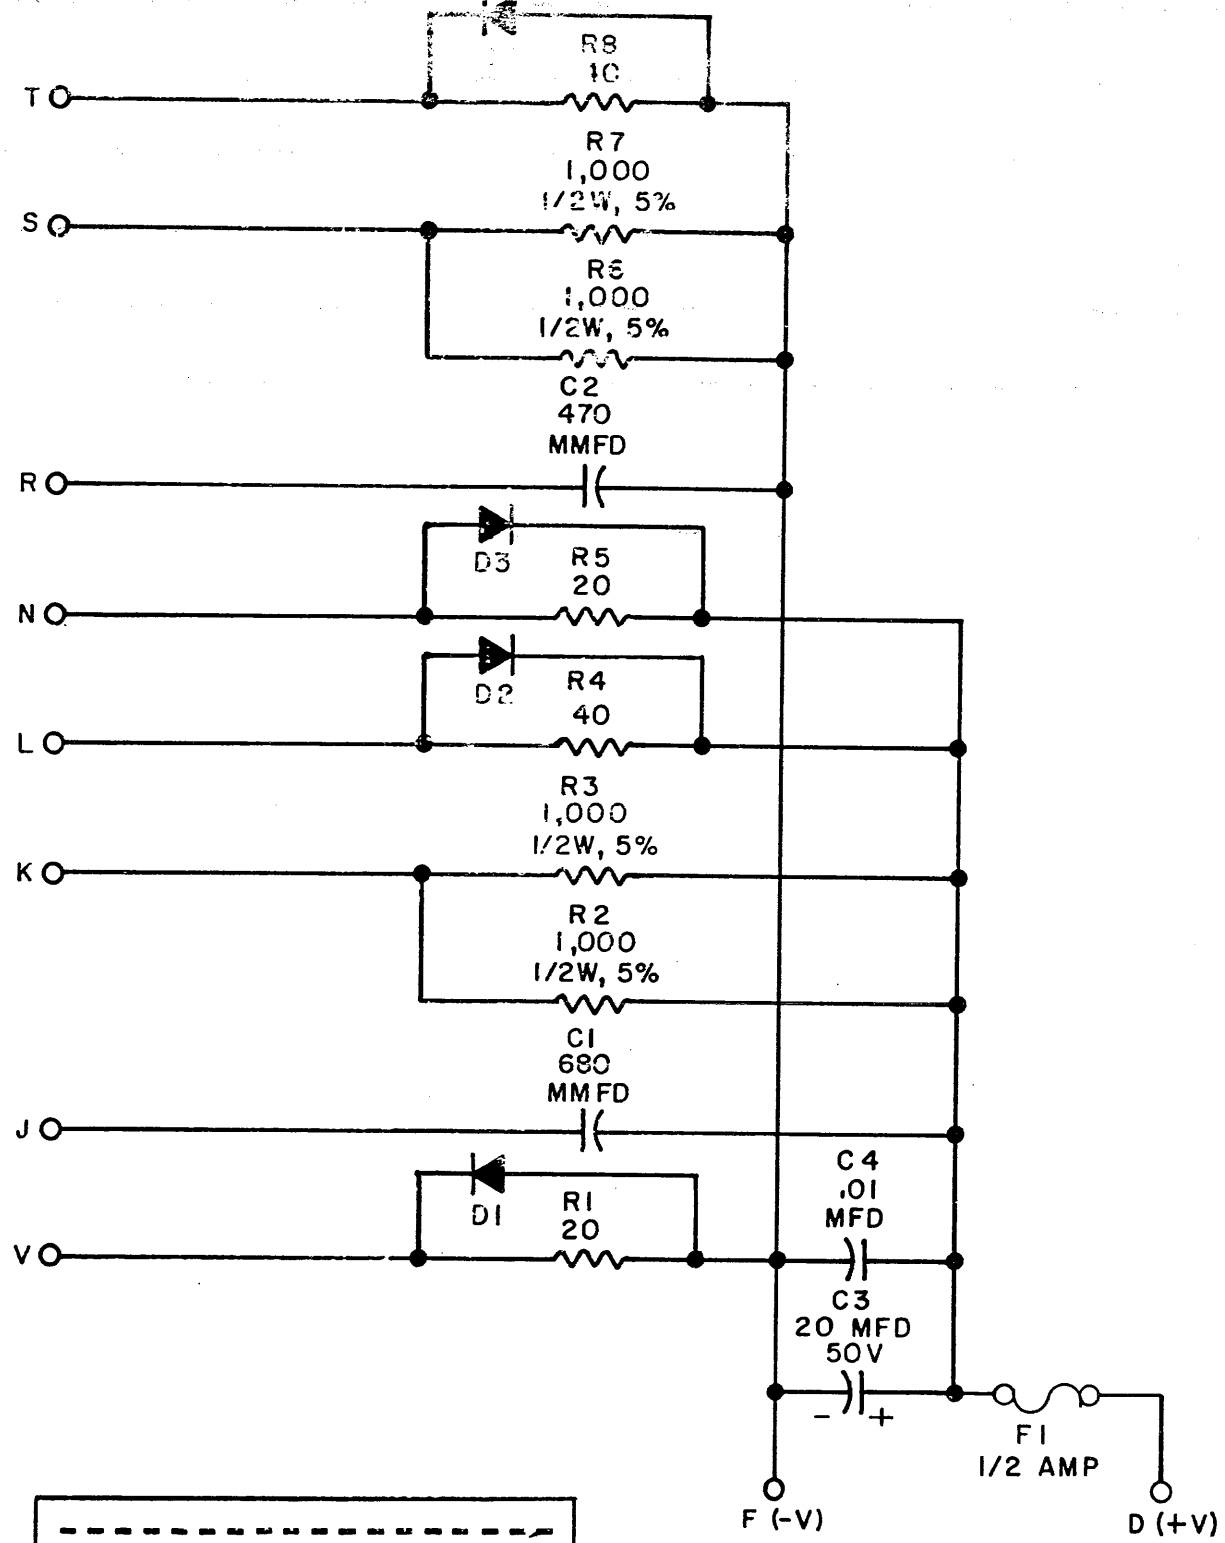 R8
10
T
R7
1,000
1/2W, 5%
S
R6
1,000
1/2W, 5%
C2
470
MMFD
R
D3
R5
20
N
D2
R4
40
L
R3
1,000
1/2W, 5%
K
R2
1,000
1/2W, 5%
C1
680
MMFD
J
D1
R1
20
V
C4
.01
MFD
C3
20 MFD
50V
- +
F1
1/2 AMP
F (-V)
D (+V)